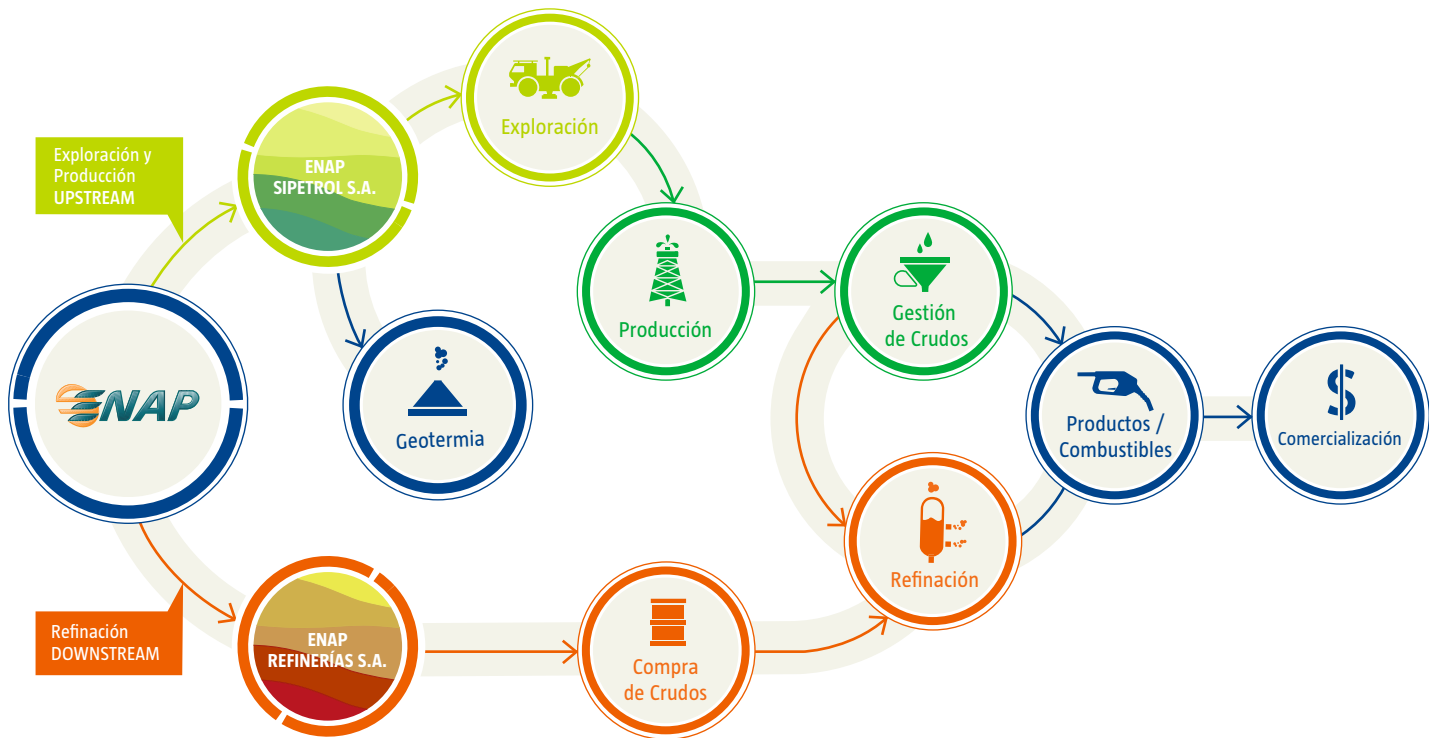 Exploración y
Producción
UPSTREAM
ENAP
SIPETROL S.A.
Exploración
Producción
Gestión
de Crudos
ENAP
Geotermia
Productos /
Combustibles
Comercialización
Refinación
DOWNSTREAM
ENAP
REFINERÍAS S.A.
Compra
de Crudos
Refinación